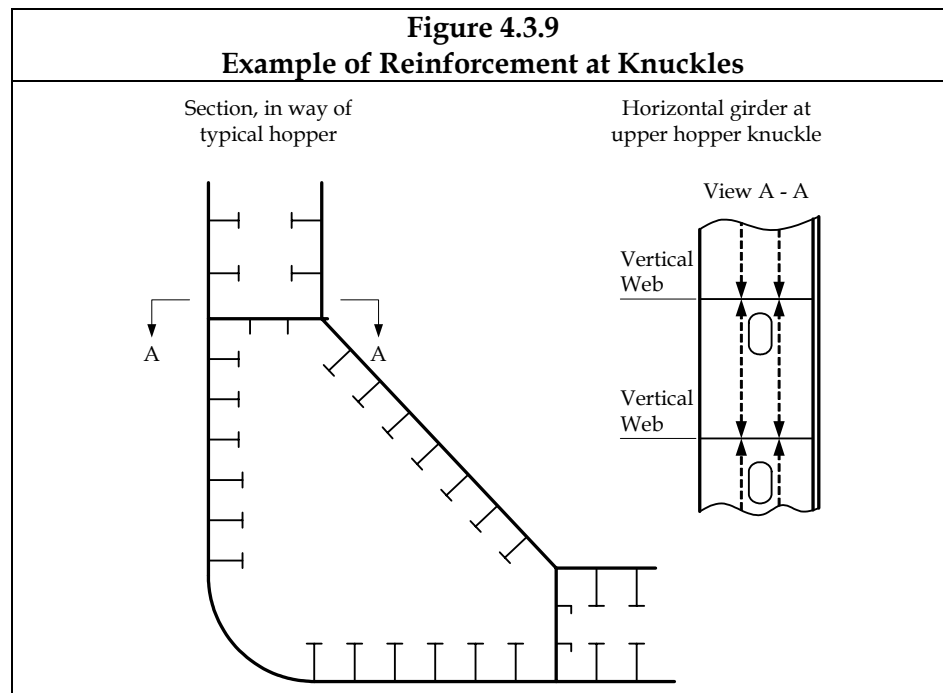 Figure 4.3.9
Example of Reinforcement at Knuckles
Section, in way of
typical hopper
Horizontal girder at
upper hopper knuckle
View A - A
Vertical
Web
A
A
Vertical
Web